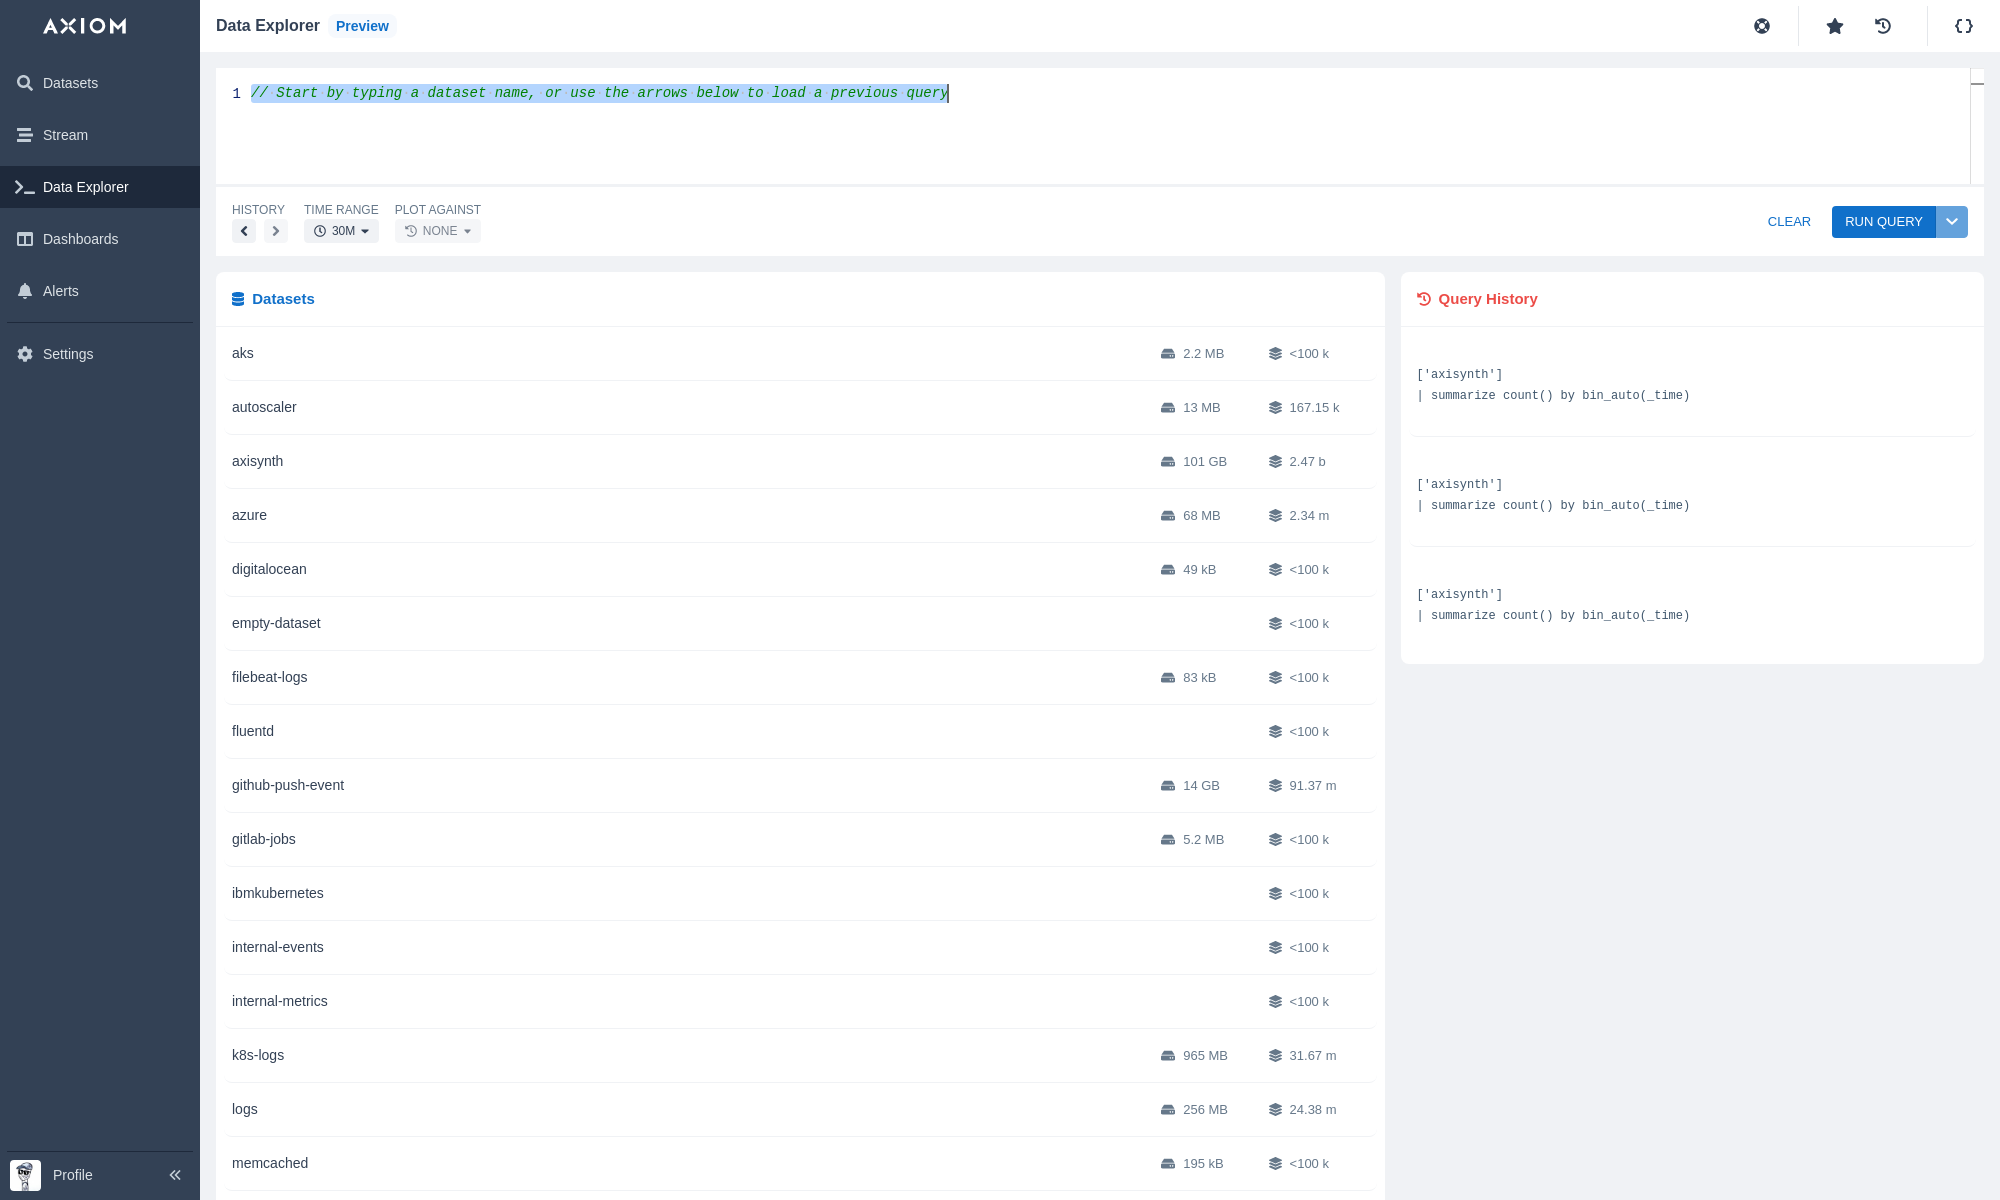 AXIOM
Datasets
Stream
Data Explorer
Dashboards
Alerts
Settings
Profile
Data Explorer Preview
1 // Start by typing a dataset name, or use the arrows below to load a previous query
HISTORY TIME RANGE PLOT AGAINST
30M NONE
CLEAR RUN QUERY
Datasets
aks 2.2 MB <100 k
autoscaler 13 MB 167.15 k
axisynth 101 GB 2.47 b
azure 68 MB 2.34 m
digitalocean 49 kB <100 k
empty-dataset <100 k
filebeat-logs 83 kB <100 k
fluentd <100 k
github-push-event 14 GB 91.37 m
gitlab-jobs 5.2 MB <100 k
ibmkubernetes <100 k
internal-events <100 k
internal-metrics <100 k
k8s-logs 965 MB 31.67 m
logs 256 MB 24.38 m
memcached 195 kB <100 k
Query History
['axisynth']
| summarize count() by bin_auto(_time)
['axisynth']
| summarize count() by bin_auto(_time)
['axisynth']
| summarize count() by bin_auto(_time)